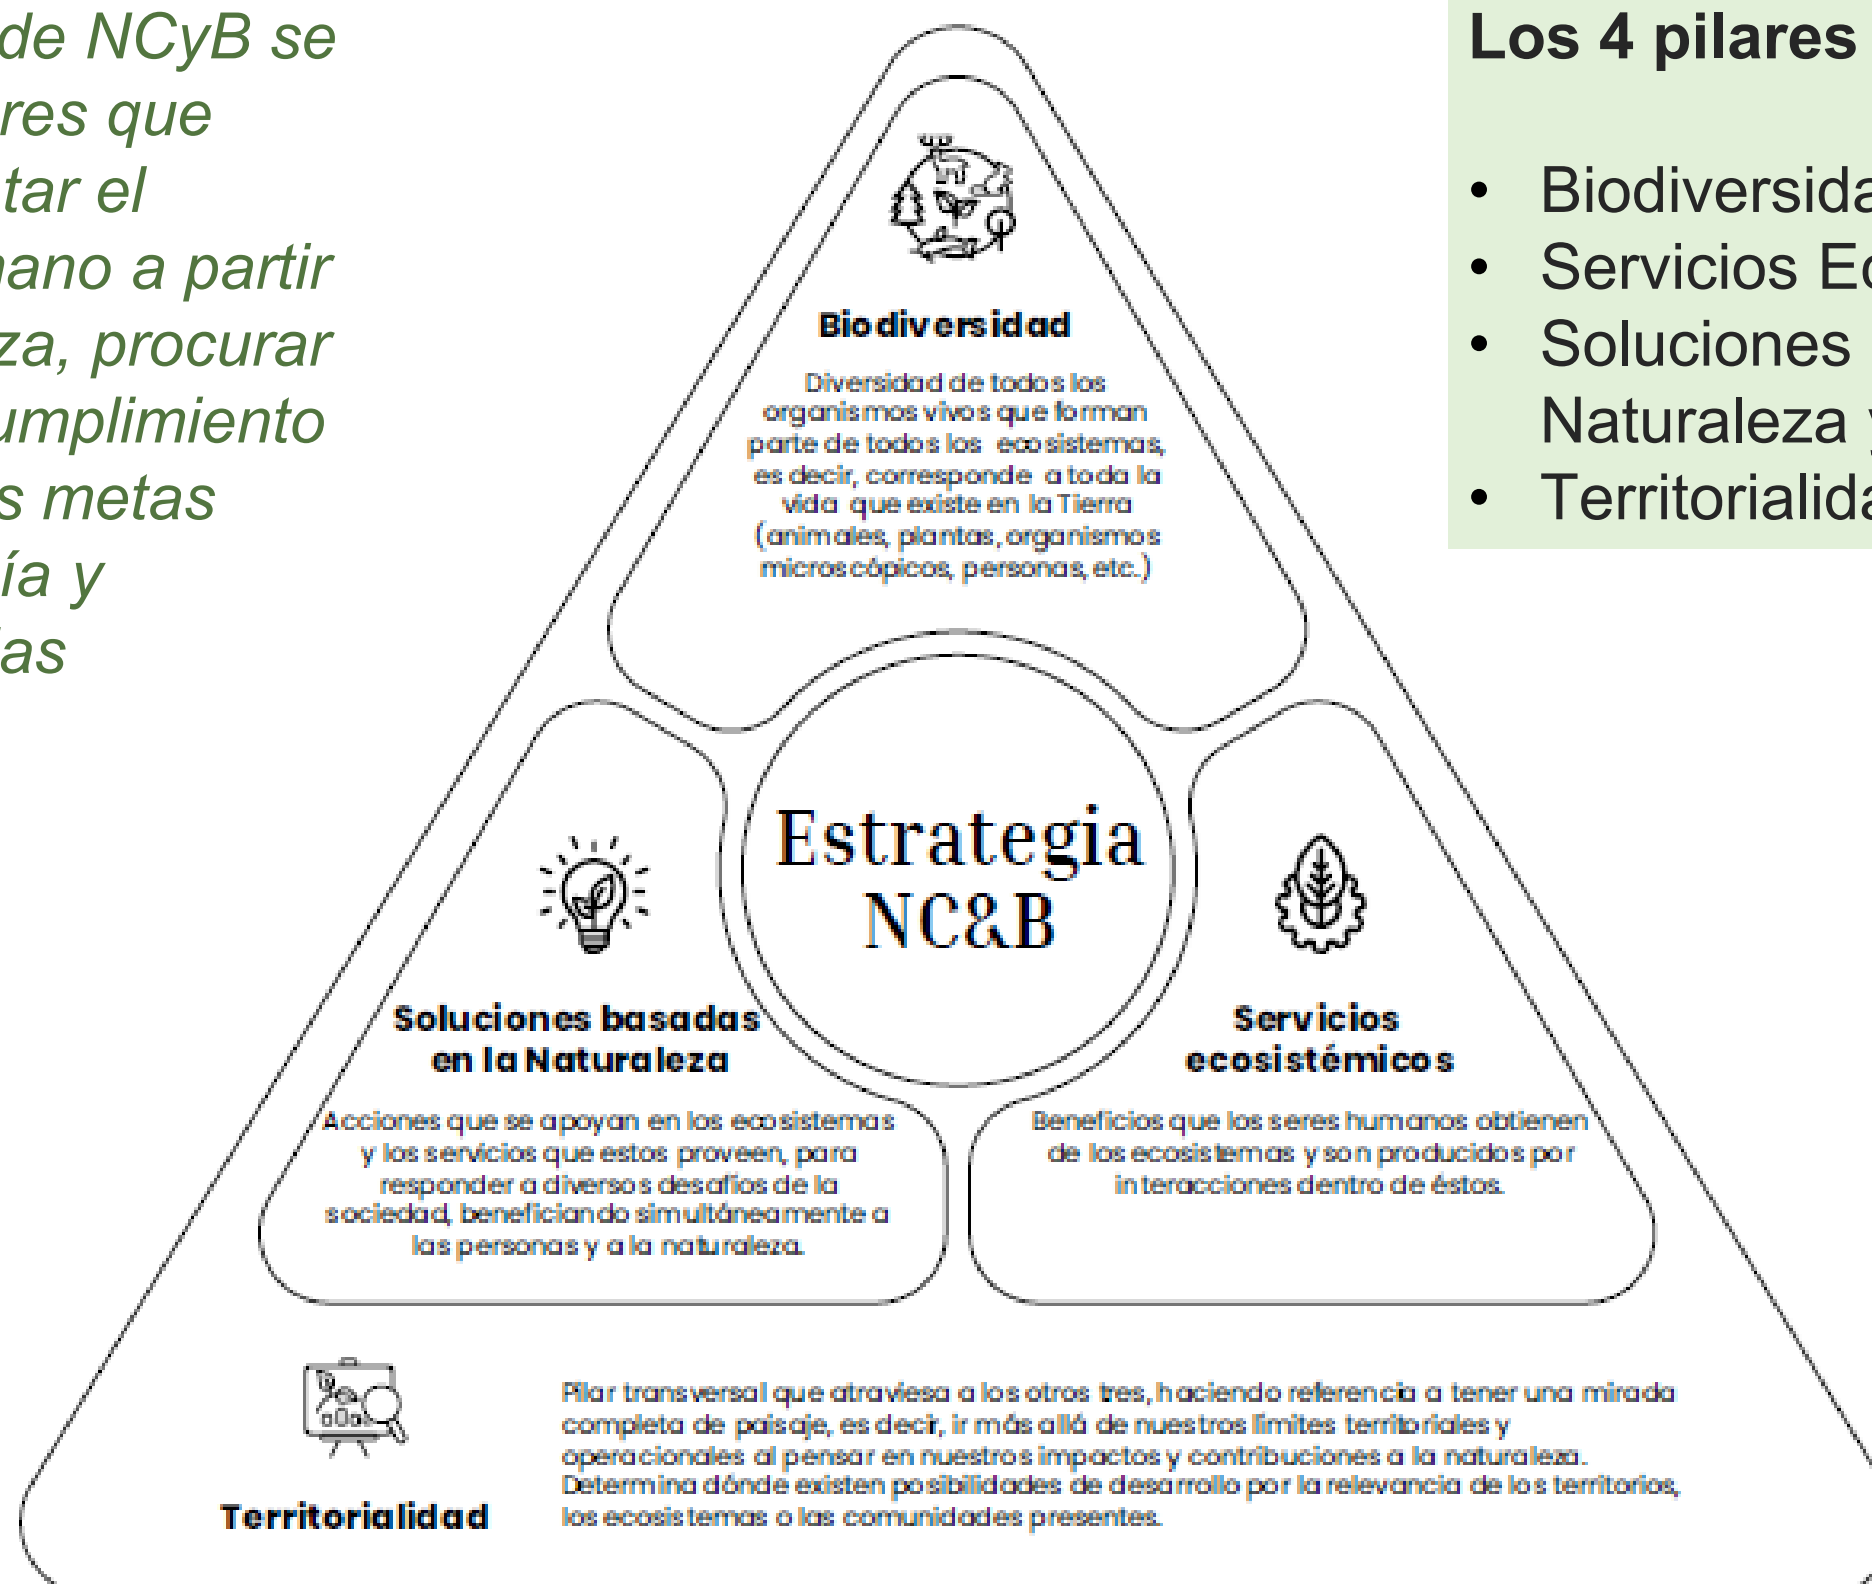 de NCyB se
res que
tar el
ano a partir
za, procurar
umplimiento
s metas
ía y
as
Los 4 pilares
• Biodiversida
• Servicios Ec
• Soluciones
Naturaleza y
• Territorialida
Biodiversidad
Diversidad de todos los
organismos vivos que forman
parte de todos los ecosistemas,
es decir, corresponde a toda la
vida que existe en la Tierra
(animales, plantas, organismos
microscópicos, personas, etc.)
Estrategia
NC&B
Soluciones basadas
en la Naturaleza
Acciones que se apoyan en los ecosistemas
y los servicios que estos proveen, para
responder a diversos desafíos de la
sociedad, beneficiando simultáneamente a
las personas y a la naturaleza.
Servicios
ecosistémicos
Beneficios que los seres humanos obtienen
de los ecosistemas y son producidos por
interacciones dentro de éstos.
Territorialidad
Pilar transversal que atraviesa a los otros tres, haciendo referencia a tener una mirada
completa de paisaje, es decir, ir más allá de nuestros límites territoriales y
operacionales al pensar en nuestros impactos y contribuciones a la naturaleza.
Determina dónde existen posibilidades de desarrollo por la relevancia de los territorios,
los ecosistemas o las comunidades presentes.